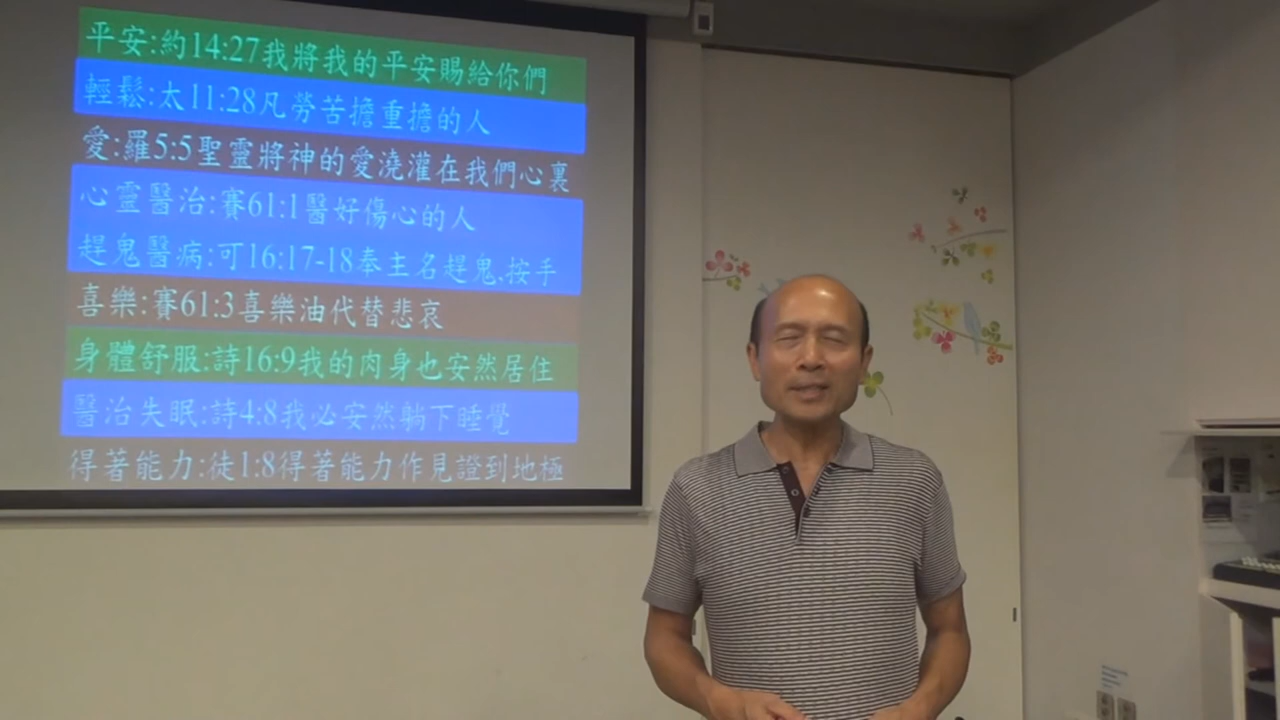 平安:約14:27我將我的平安賜給你們
輕鬆:太11:28凡勞苦擔重擔的人
愛:羅5:5聖靈將神的愛澆灌在我們心裏
心靈醫治:賽61:1醫好傷心的人
趕鬼醫病:可16:17-18奉主名趕鬼,按手
喜樂:賽61:3喜樂油代替悲哀
身體舒服:詩16:9我的肉身也安然居住
醫治失眠:詩4:8我必安然躺下睡覺
得著能力:徒1:8得著能力作見證到地極